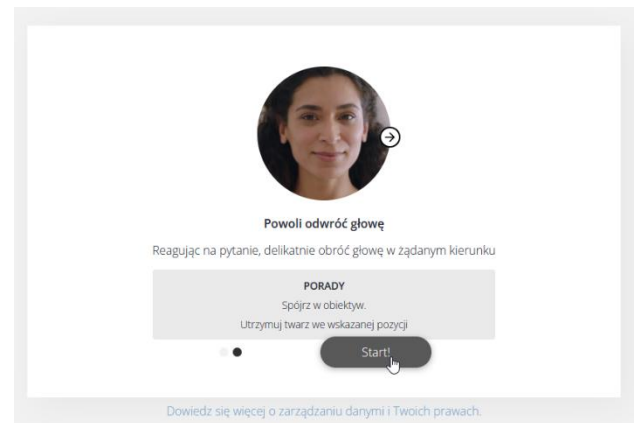 Powoli odwróć głowę
Reagując na pytanie, delikatnie obróć głowę w żądanym kierunku
PORADY
Spójrz w obiektyw.
Utrzymuj twarz we wskazanej pozycji
Start!
Dowiedz się więcej o zarządzaniu danymi i Twoich prawach.